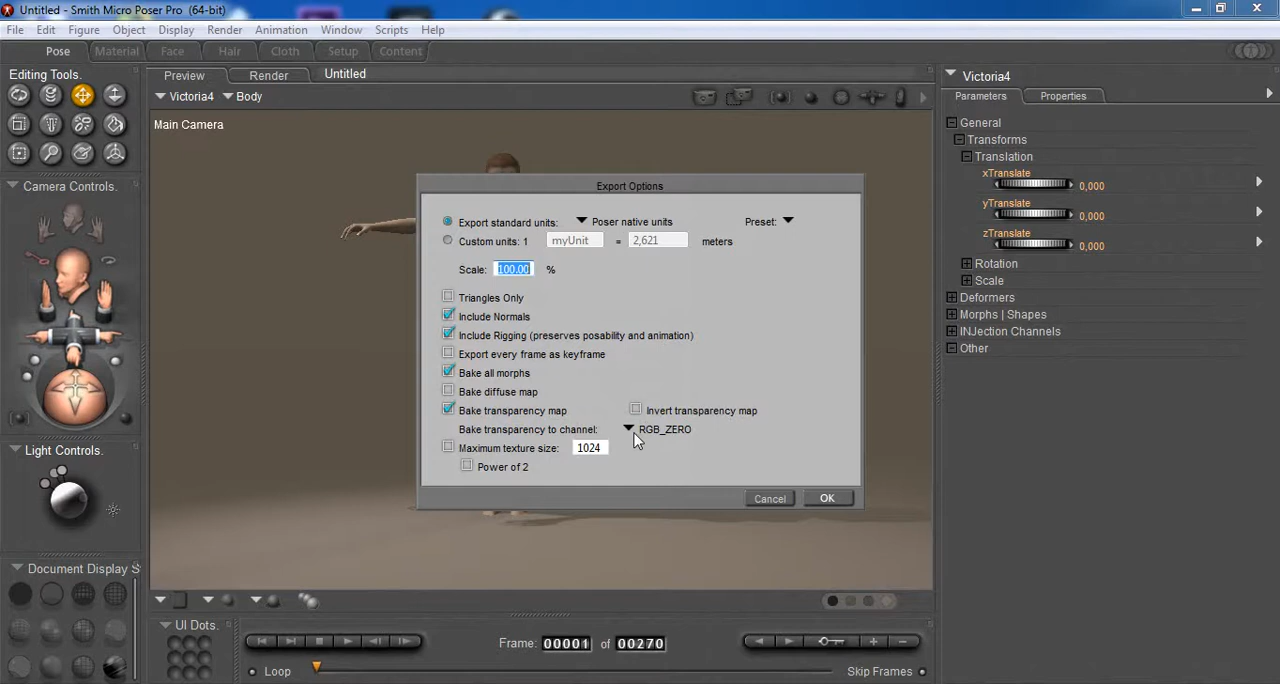 Untitled - Smith Micro Poser Pro (64-bit)
File Edit Figure Object Display Render Animation Window Scripts Help
Pose Material Face Hair Cloth Setup Content
Editing Tools.
Preview Render Untitled
Victoria4 Body
Main Camera
Camera Controls.
Light Controls.
Document Display S
UI Dots.
Export Options
Export standard units: Poser native units Preset:
Custom units: 1 myUnit = 2,621 meters
Scale: 100.00 %
Triangles Only
Include Normals
Include Rigging (preserves posability and animation)
Export every frame as keyframe
Bake all morphs
Bake diffuse map
Bake transparency map Invert transparency map
Bake transparency to channel: RGB_ZERO
Maximum texture size: 1024
Power of 2
Cancel OK
Victoria4
Parameters Properties
General
Transforms
Translation
xTranslate
0,000
yTranslate
0,000
zTranslate
0,000
Rotation
Scale
Deformers
Morphs | Shapes
INJection Channels
Other
Frame: 00001 of 00270
Loop
Skip Frames